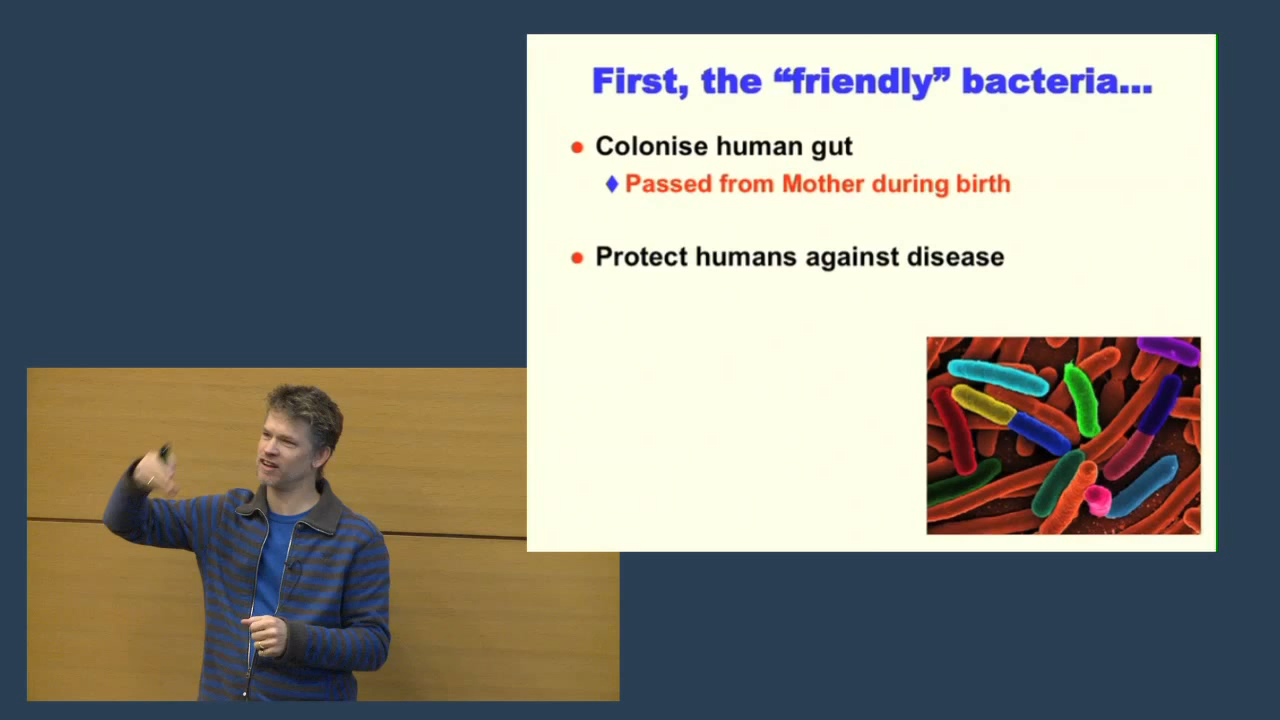 First, the “friendly” bacteria...
Colonise human gut
Passed from Mother during birth
Protect humans against disease